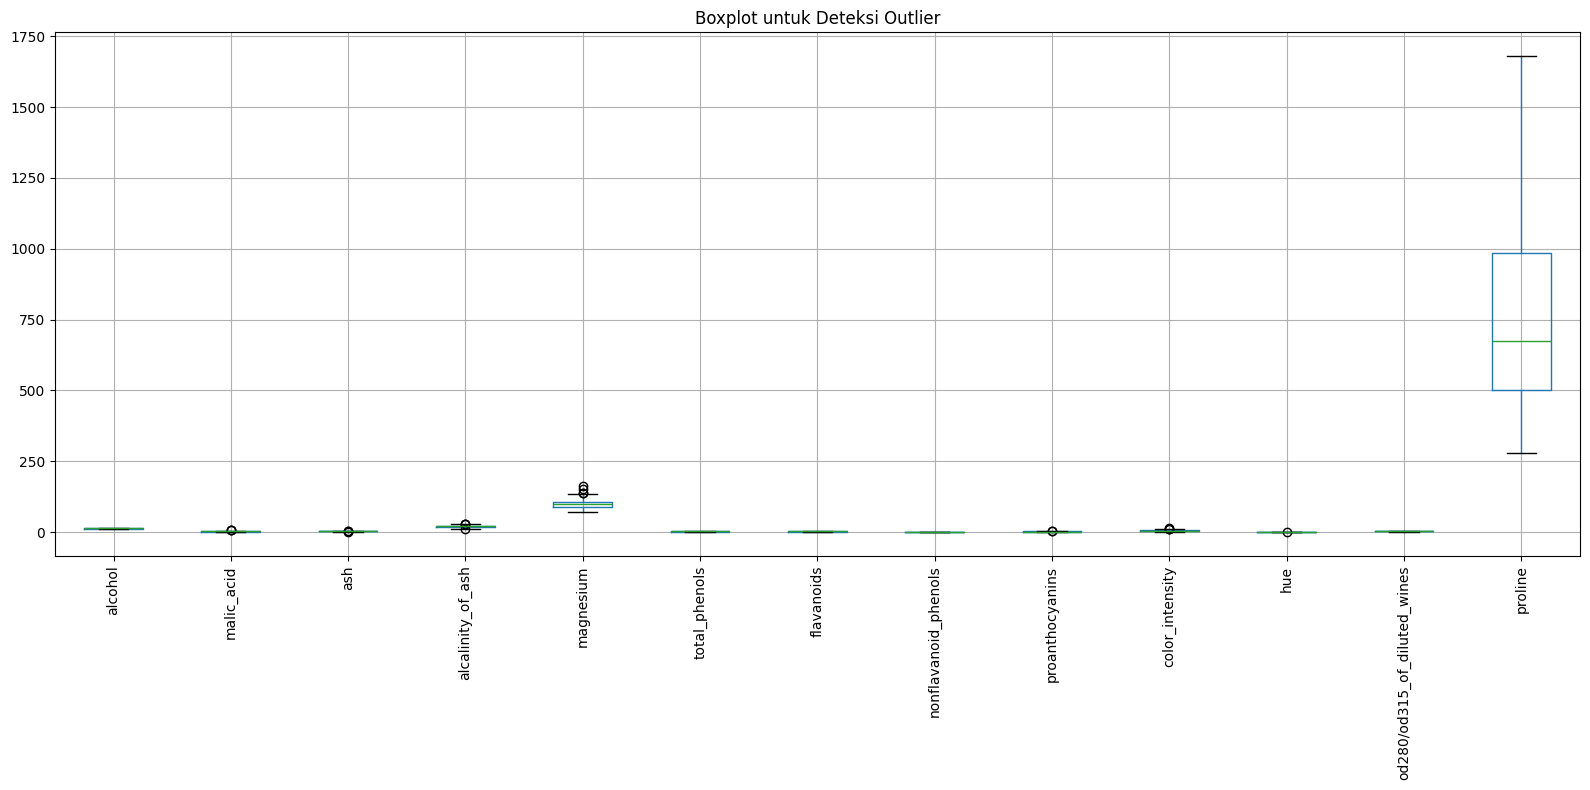 Boxplot untuk Deteksi Outlier
1750
1500
1250
1000
750
500
250
0
alcohol
malic_acid
ash
alcalinity_of_ash
magnesium
total_phenols
flavanoids
nonflavanoid_phenols
proanthocyanins
color_intensity
hue
od280/od315_of_diluted_wines
proline